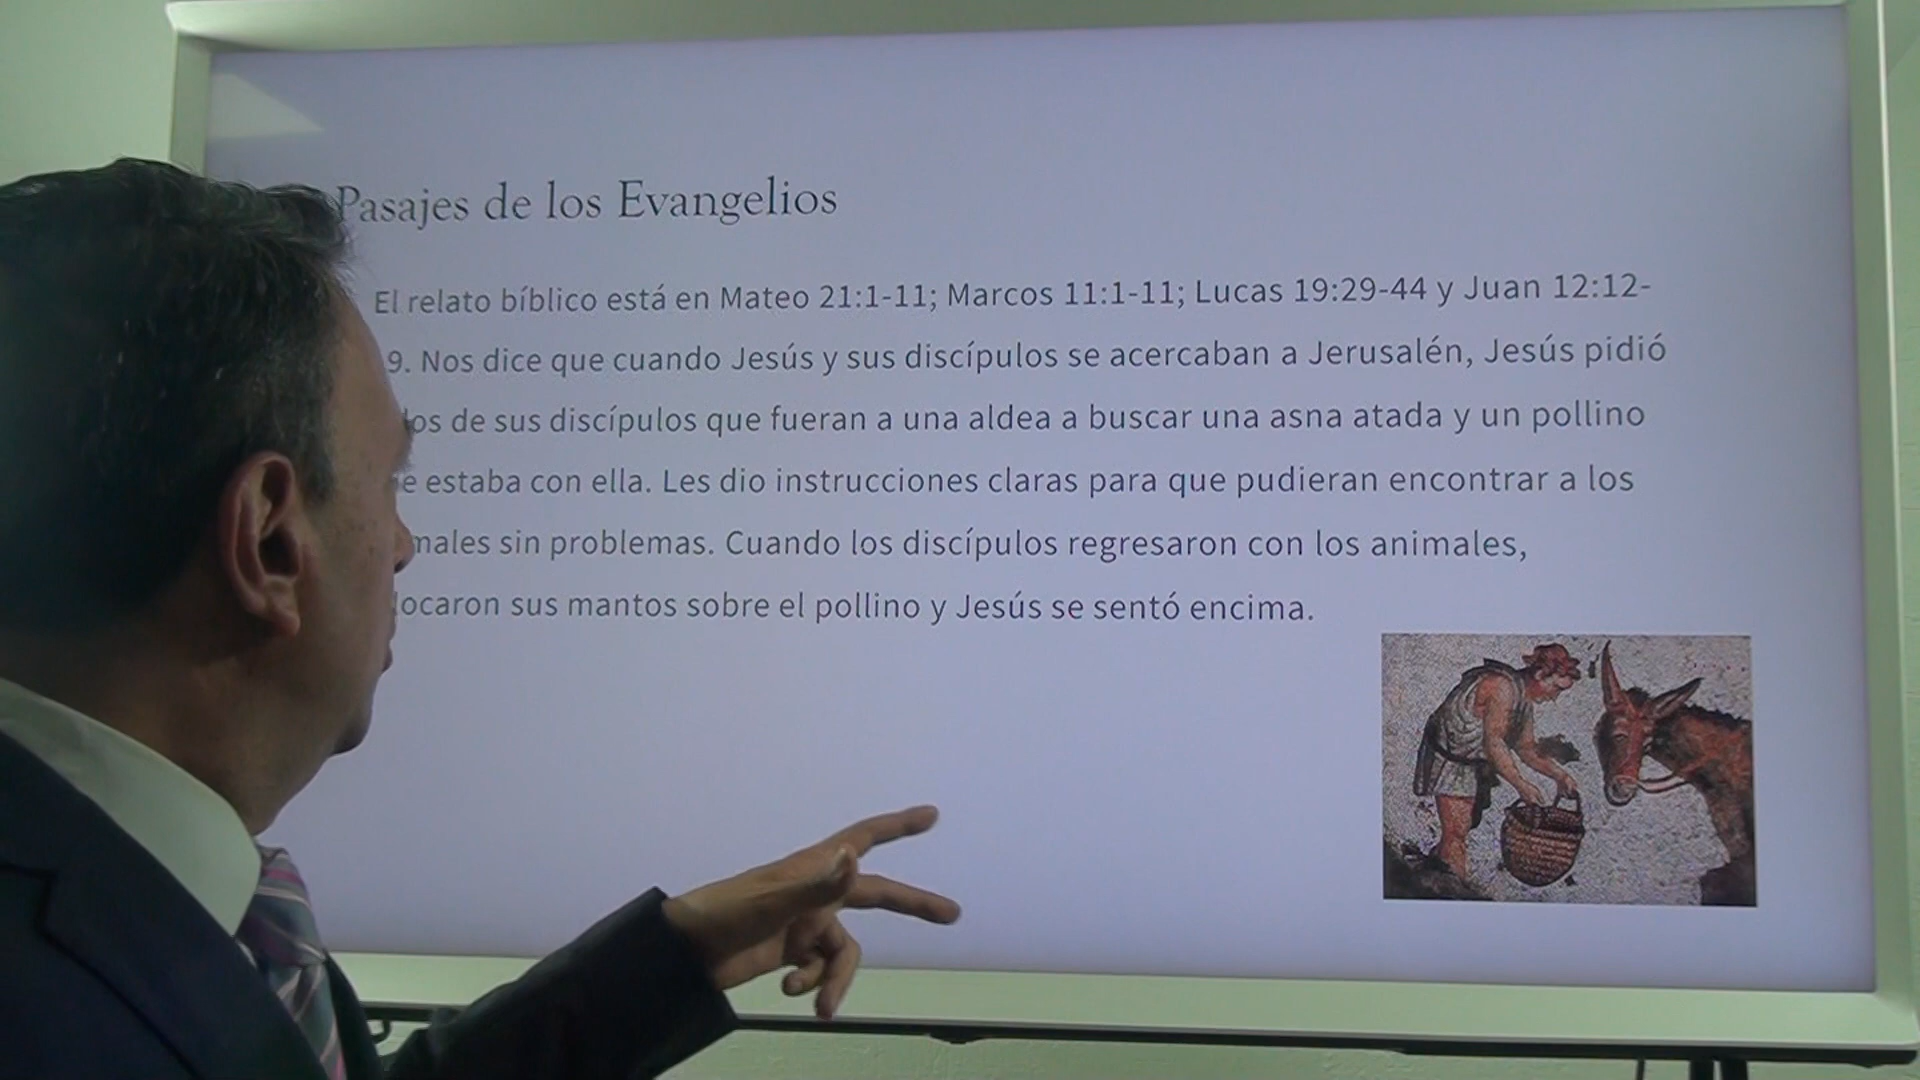 Pasajes de los Evangelios
El relato bíblico está en Mateo 21:1-11; Marcos 11:1-11; Lucas 19:29-44 y Juan 12:12-
9. Nos dice que cuando Jesús y sus discípulos se acercaban a Jerusalén, Jesús pidió
os de sus discípulos que fueran a una aldea a buscar una asna atada y un pollino
e estaba con ella. Les dio instrucciones claras para que pudieran encontrar a los
males sin problemas. Cuando los discípulos regresaron con los animales,
locaron sus mantos sobre el pollino y Jesús se sentó encima.